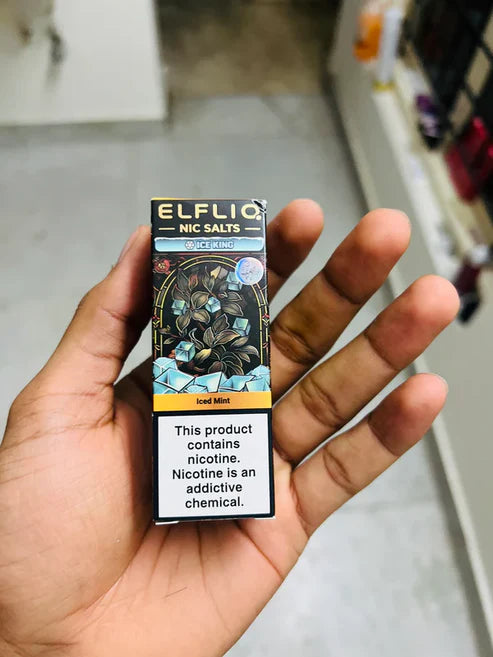 ELFLIQ
NIC SALTS
ICE KING
Iced Mint
This product
contains
nicotine.
Nicotine is an
addictive
chemical.